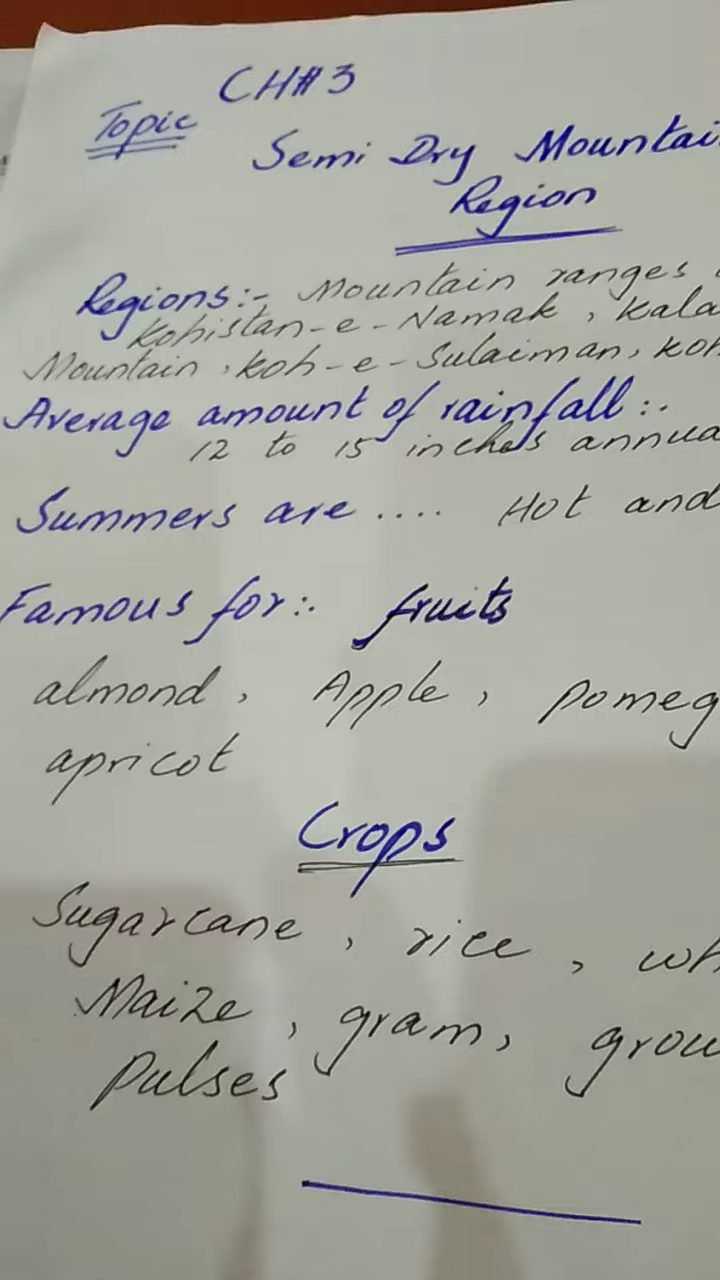 CH#3
Topic
Semi Dry Mountai
Region
Regions:- Mountain ranges
Kohistan-e-Namak, Kala
Mountain, koh-e-Sulaiman, koh
Average amount of rainfall:-
12 to 15 inches annua
Summers are .... Hot and
Famous for:- fruits
almond, Apple, pomeg
apricot
Crops
Sugarcane, rice, wh
Maize, gram, grou
Pulses